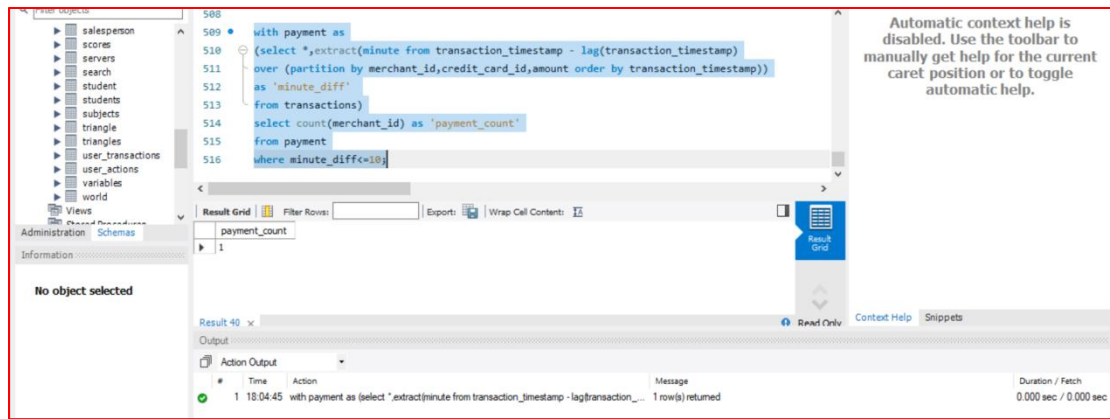 Filter objects
salesperson
scores
servers
search
student
students
subjects
triangle
triangles
user_transactions
user_actions
variables
world
Views
Stored Procedures
Administration Schemas
Information
No object selected
508
509 with payment as
510 (select *,extract(minute from transaction_timestamp - lag(transaction_timestamp)
511 over (partition by merchant_id,credit_card_id,amount order by transaction_timestamp))
512 as 'minute_diff'
513 from transactions)
514 select count(merchant_id) as 'payment_count'
515 from payment
516 where minute_diff<=10;
Result Grid Filter Rows: Export: Wrap Cell Content:
payment_count
1
Result Grid
Result 40 Read Only
Automatic context help is
disabled. Use the toolbar to
manually get help for the current
caret position or to toggle
automatic help.
Context Help Snippets
Output
Action Output
# Time Action Message Duration / Fetch
1 18:04:45 with payment as (select *,extract(minute from transaction_timestamp - lag(transaction_... 1 row(s) returned 0.000 sec / 0.000 sec